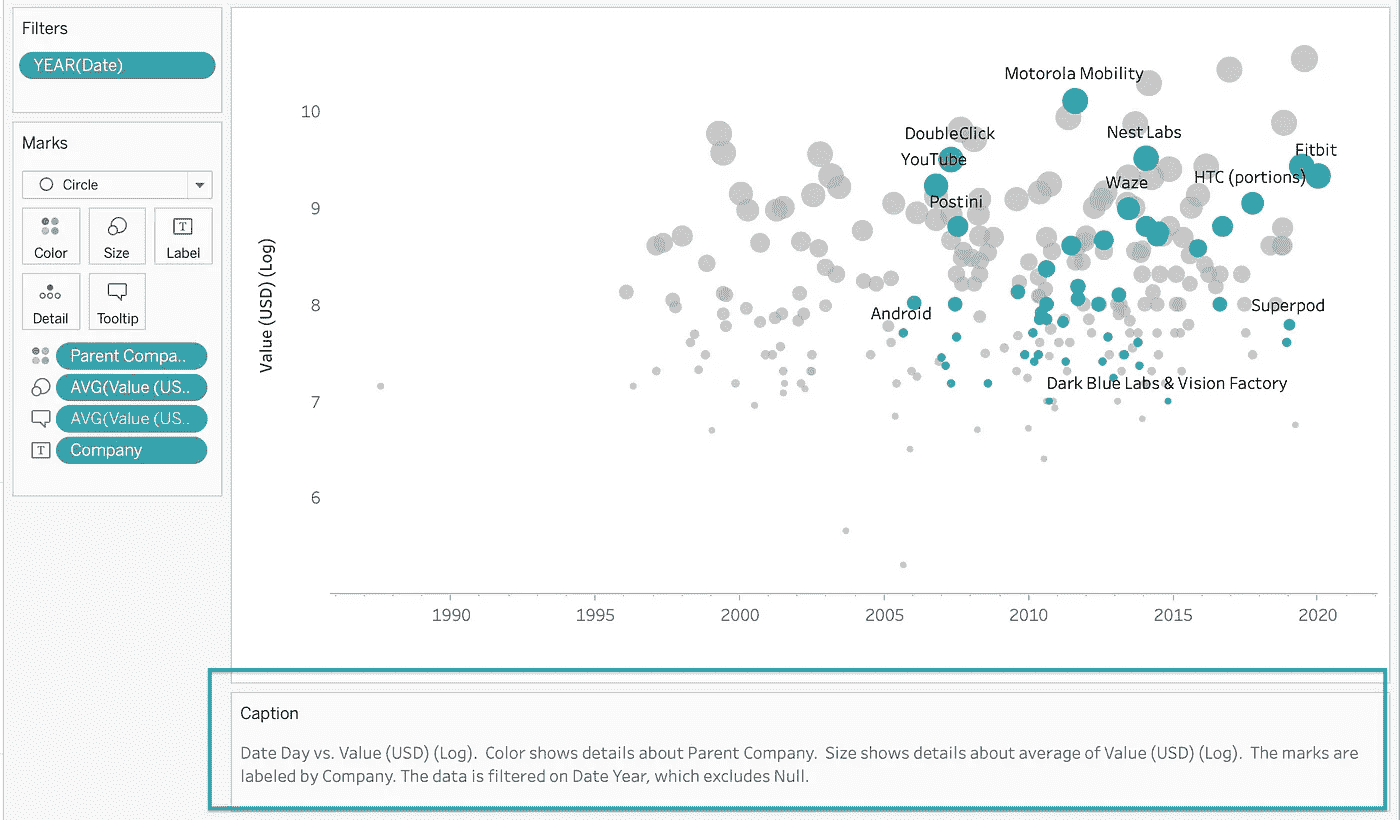 Filters
YEAR(Date)
Marks
Circle
Color
Size
Label
Detail
Tooltip
Parent Compa..
AVG(Value (US..
AVG(Value (US..
Company
Value (USD) (Log)
10
9
8
7
6
Motorola Mobility
DoubleClick
Nest Labs
YouTube
Fitbit
Waze
HTC (portions)
Postini
Android
Superpod
Dark Blue Labs & Vision Factory
1990
1995
2000
2005
2010
2015
2020
Caption
Date Day vs. Value (USD) (Log).  Color shows details about Parent Company.  Size shows details about average of Value (USD) (Log).  The marks are
labeled by Company. The data is filtered on Date Year, which excludes Null.